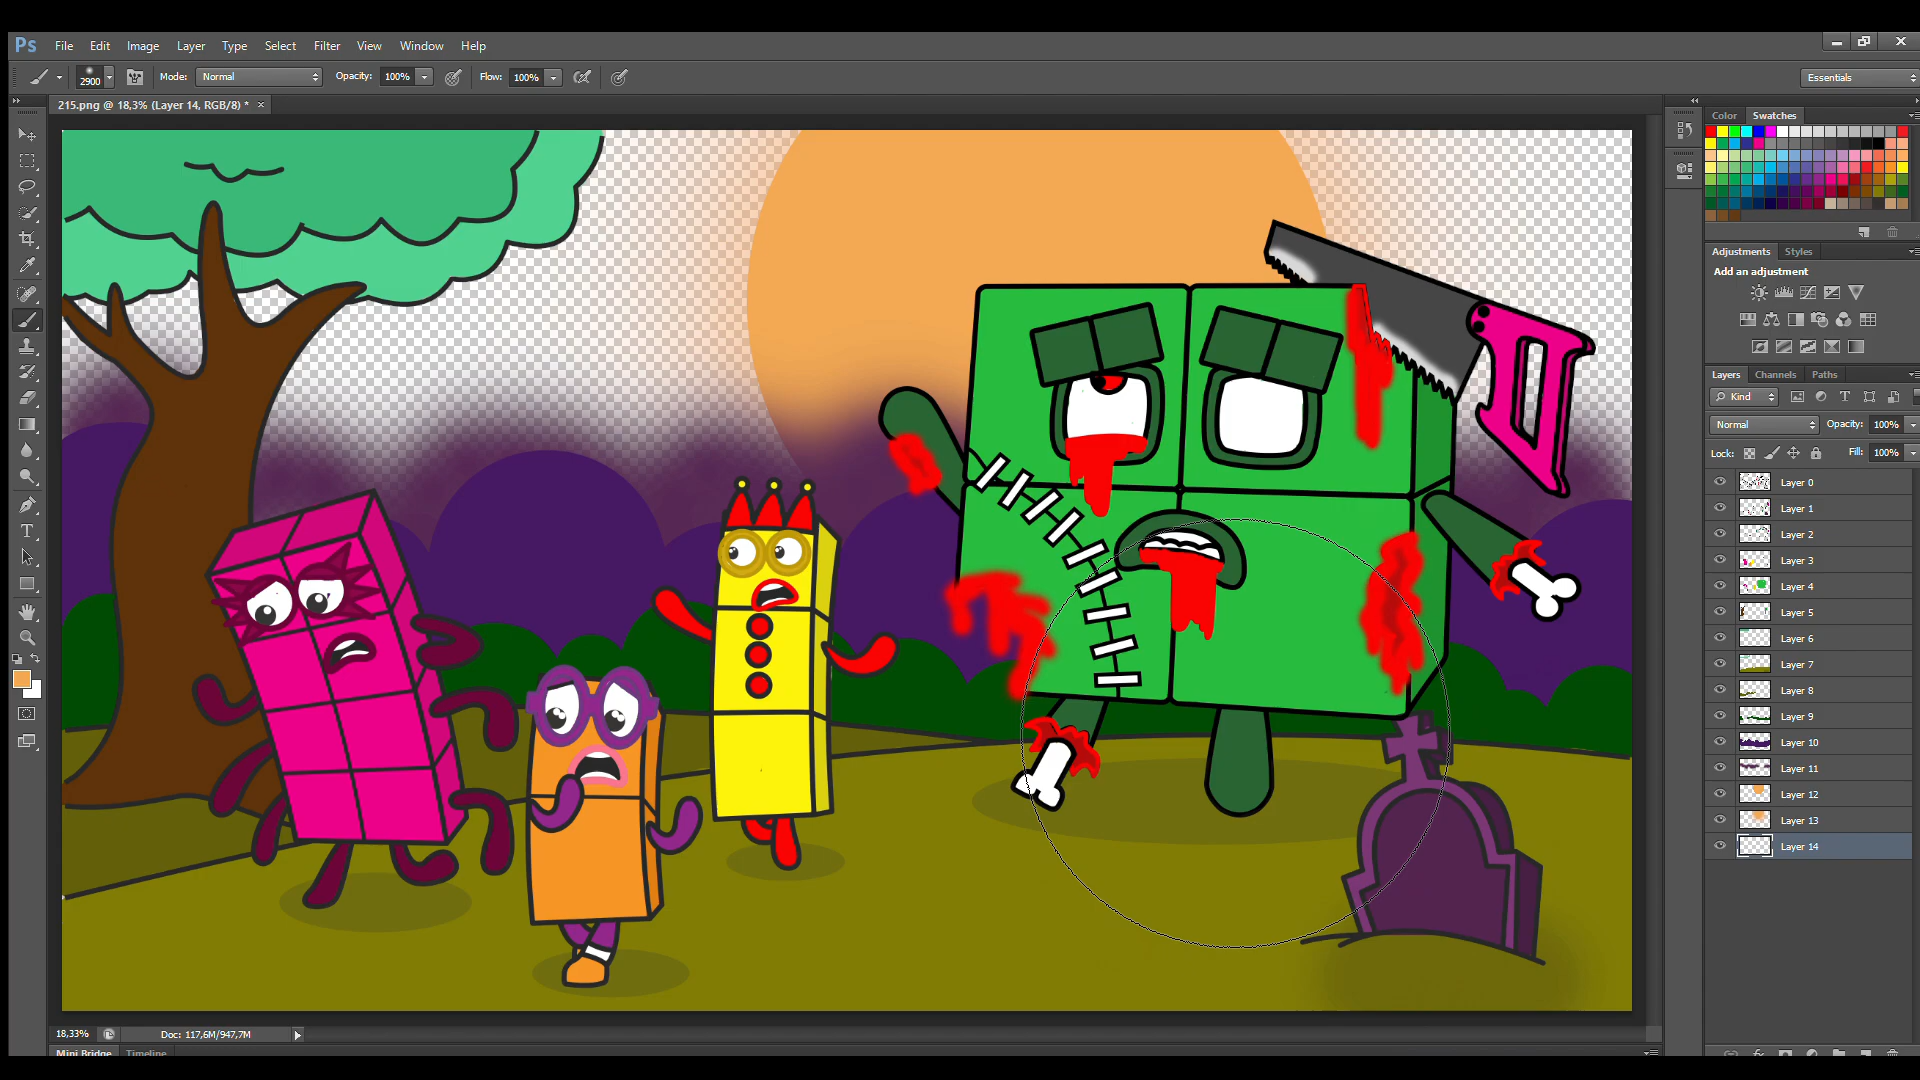 Ps File Edit Image Layer Type Select Filter View Window Help
2900 Mode: Normal Opacity: 100% Flow: 100% Essentials
215.png @ 18,3% (Layer 14, RGB/8) * ×
Color Swatches
Adjustments Styles
Add an adjustment
Layers Channels Paths
Kind
Normal Opacity: 100%
Lock: Fill: 100%
Layer 0
Layer 1
Layer 2
Layer 3
Layer 4
Layer 5
Layer 6
Layer 7
Layer 8
Layer 9
Layer 10
Layer 11
Layer 12
Layer 13
Layer 14
18,33% Doc: 117,6M/947,7M
Mini Bridge Timeline